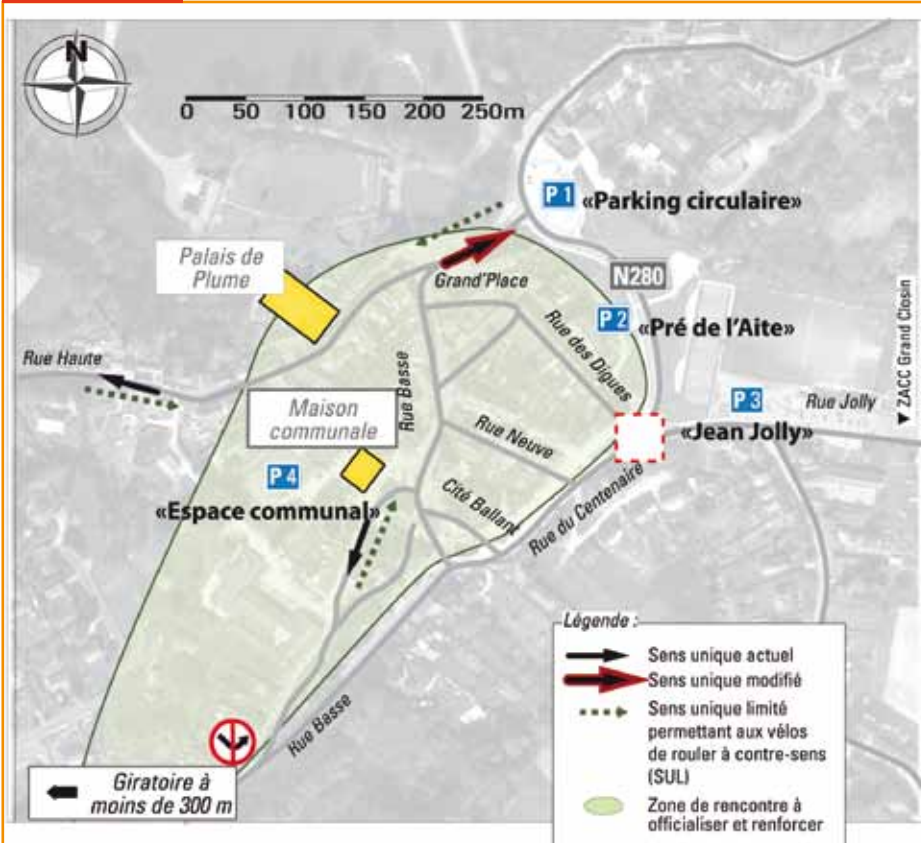 N
0 50 100 150 200 250m
P 1 «Parking circulaire»
Palais de
Plume
Grand'Place
N280
P 2 «Pré de l'Aite»
Rue des Digues
Rue Haute
Rue Basse
Maison
communale
Rue Neuve
P 3
«Jean Jolly»
Rue Jolly
▼ ZACC Grand Closin
P 4
«Espace communal»
Cité Ballant
Rue du Centenaire
Rue Basse
Giratoire à
moins de 300 m
Légende :
Sens unique actuel
Sens unique modifié
Sens unique limité
permettant aux vélos
de rouler à contre-sens
(SUL)
Zone de rencontre à
officialiser et renforcer